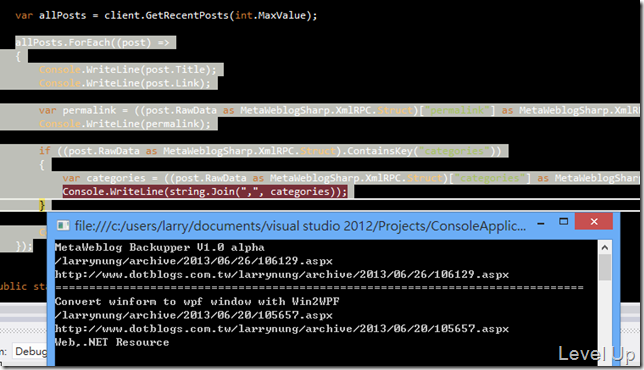 var allPosts = client.GetRecentPosts(int.MaxValue);
allPosts.ForEach((post) =>
{
Console.WriteLine(post.Title);
Console.WriteLine(post.Link);
var permalink = ((post.RawData as MetaWeblogSharp.XmlRPC.Struct)["permalink"] as MetaWeblogSharp.XmlRPC
Console.WriteLine(permalink);
if ((post.RawData as MetaWeblogSharp.XmlRPC.Struct).ContainsKey("categories"))
{
var categories = ((post.RawData as MetaWeblogSharp.XmlRPC.Struct)["categories"] as MetaWeblogSharp
Console.WriteLine(string.Join(",", categories));
}
});
file:///c:/users/larry/documents/visual studio 2012/Projects/ConsoleApplic...
MetaWeblog Backupper V1.0 alpha
/larrynung/archive/2013/06/26/106129.aspx
http://www.dotblogs.com.tw/larrynung/archive/2013/06/26/106129.aspx
=============================================================================
Convert winform to wpf window with Win2WPF
/larrynung/archive/2013/06/20/105657.aspx
http://www.dotblogs.com.tw/larrynung/archive/2013/06/20/105657.aspx
Web,.NET Resource
Debug
Level Up